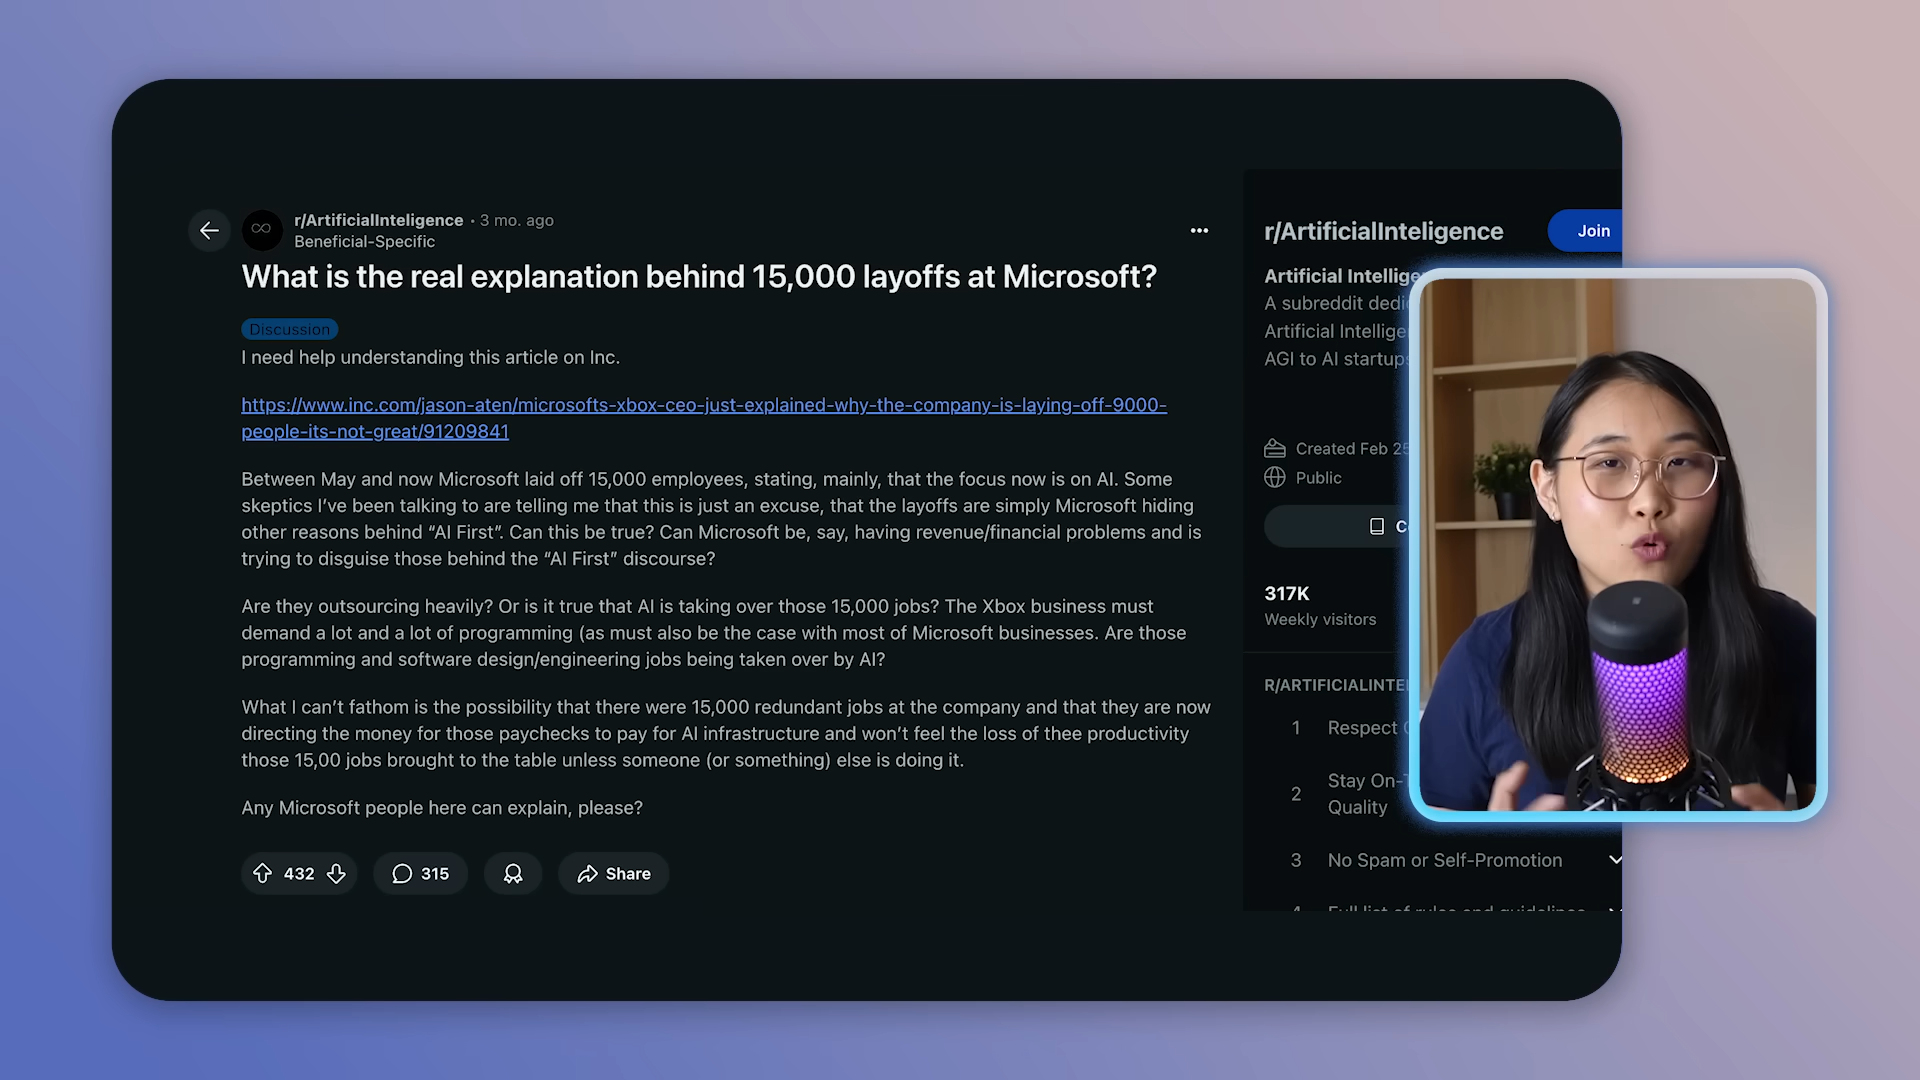 r/ArtificialInteligence • 3 mo. ago
Beneficial-Specific
What is the real explanation behind 15,000 layoffs at Microsoft?
Discussion
I need help understanding this article on Inc.
https://www.inc.com/jason-aten/microsofts-xbox-ceo-just-explained-why-the-company-is-laying-off-9000-
people-its-not-great/91209841
Between May and now Microsoft laid off 15,000 employees, stating, mainly, that the focus now is on AI. Some
skeptics I've been talking to are telling me that this is just an excuse, that the layoffs are simply Microsoft hiding
other reasons behind “AI First”. Can this be true? Can Microsoft be, say, having revenue/financial problems and is
trying to disguise those behind the “AI First” discourse?
Are they outsourcing heavily? Or is it true that AI is taking over those 15,000 jobs? The Xbox business must
demand a lot and a lot of programming (as must also be the case with most of Microsoft businesses. Are those
programming and software design/engineering jobs being taken over by AI?
What I can't fathom is the possibility that there were 15,000 redundant jobs at the company and that they are now
directing the money for those paychecks to pay for AI infrastructure and won't feel the loss of thee productivity
those 15,00 jobs brought to the table unless someone (or something) else is doing it.
Any Microsoft people here can explain, please?
432
315
Share
r/ArtificialInteligence
Join
Artificial Intellige
A subreddit dedi
Artificial Intellige
AGI to AI startups
Created Feb 25
Public
317K
Weekly visitors
R/ARTIFICIALINTE
1 Respect
2 Stay On-
Quality
3 No Spam or Self-Promotion
4 Full list of rules and guidelines